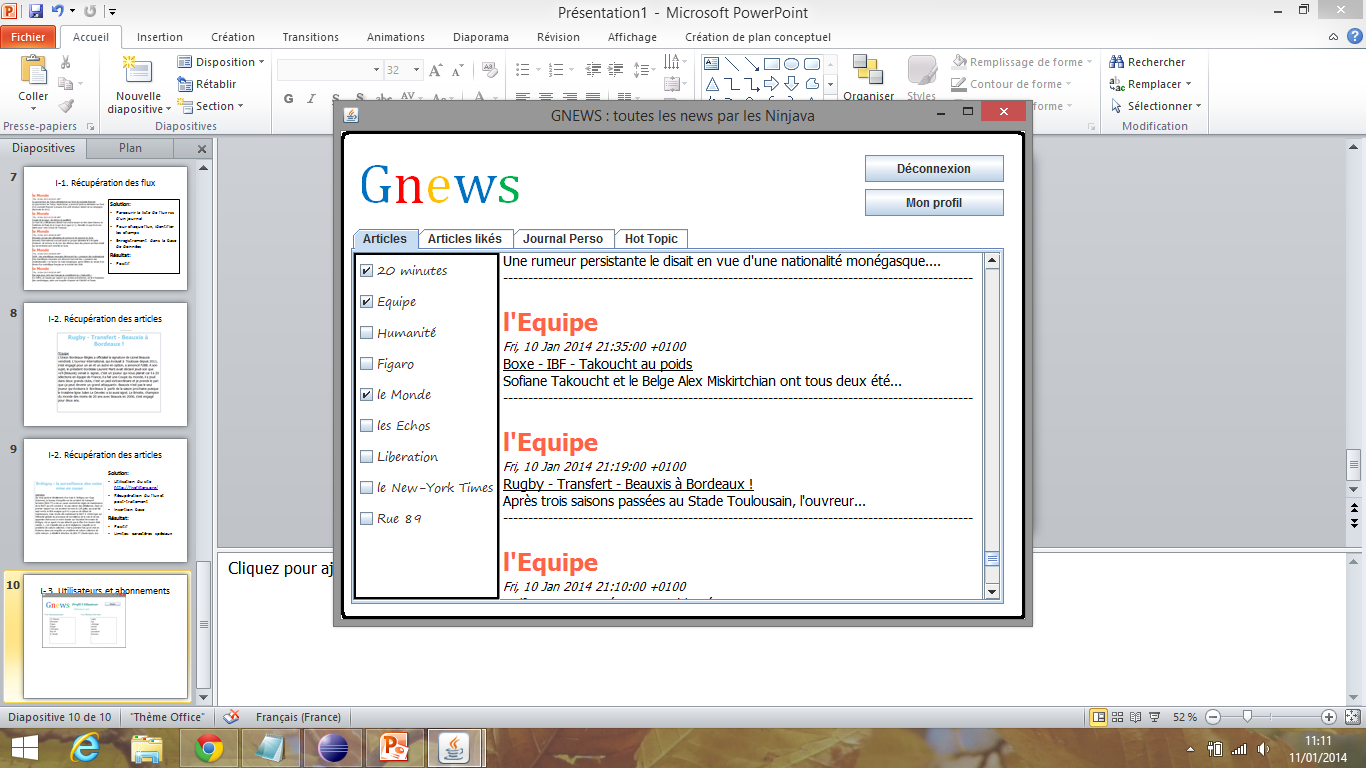 Présentation1 - Microsoft PowerPoint
Fichier
Accueil
Insertion
Création
Transitions
Animations
Diaporama
Révision
Affichage
Création de plan conceptuel
Coller
Presse-papiers
Nouvelle
diapositive
Disposition
Rétablir
Section
Diapositives
32
G I S S abc AV Aa A
Organiser
Styles
Remplissage de forme
Contour de forme
Rechercher
Remplacer
Sélectionner
Modification
Diapositives
Plan
7
I-1. Récupération des flux
Solution:
Résultat:
8
I-2. Récupération des articles
Rugby - Transfert - Beauxis à
Bordeaux !
9
I-2. Récupération des articles
Solution:
Résultat:
10
I-3. Utilisateurs et abonnements
Gnews
Cliquez pour aj
GNEWS : toutes les news par les Ninjava
Gnews
Déconnexion
Mon profil
Articles
Articles likés
Journal Perso
Hot Topic
20 minutes
Equipe
Humanité
Figaro
le Monde
les Echos
Liberation
le New-York Times
Rue 89
Une rumeur persistante le disait en vue d'une nationalité monégasque....
l'Equipe
Fri, 10 Jan 2014 21:35:00 +0100
Boxe - IBF - Takoucht au poids
Sofiane Takoucht et le Belge Alex Miskirtchian ont tous deux été...
l'Equipe
Fri, 10 Jan 2014 21:19:00 +0100
Rugby - Transfert - Beauxis à Bordeaux !
Après trois saisons passées au Stade Toulousain, l'ouvreur...
l'Equipe
Fri, 10 Jan 2014 21:10:00 +0100
Diapositive 10 de 10
"Thème Office"
Français (France)
52 %
11:11
11/01/2014